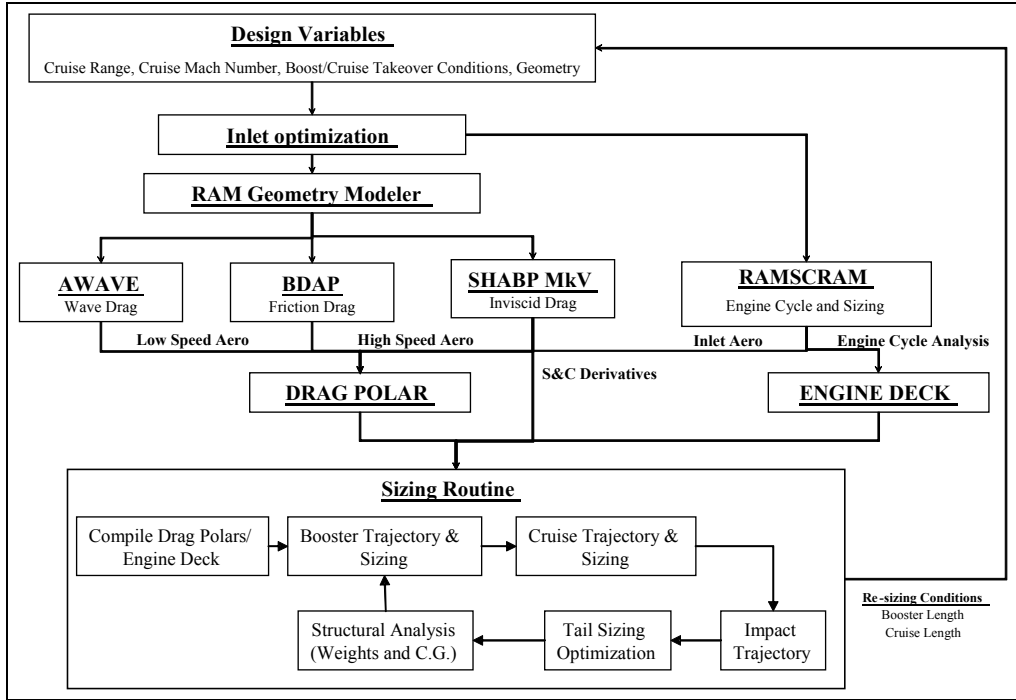 Design Variables
Cruise Range, Cruise Mach Number, Boost/Cruise Takeover Conditions, Geometry
Inlet optimization
RAM Geometry Modeler
AWAVE
Wave Drag
BDAP
Friction Drag
SHABP MkV
Inviscid Drag
RAMSCRAM
Engine Cycle and Sizing
Low Speed Aero
High Speed Aero
Inlet Aero
Engine Cycle Analysis
S&C Derivatives
DRAG POLAR
ENGINE DECK
Sizing Routine
Compile Drag Polars/
Engine Deck
Booster Trajectory &
Sizing
Cruise Trajectory &
Sizing
Structural Analysis
(Weights and C.G.)
Tail Sizing
Optimization
Impact
Trajectory
Re-sizing Conditions
Booster Length
Cruise Length